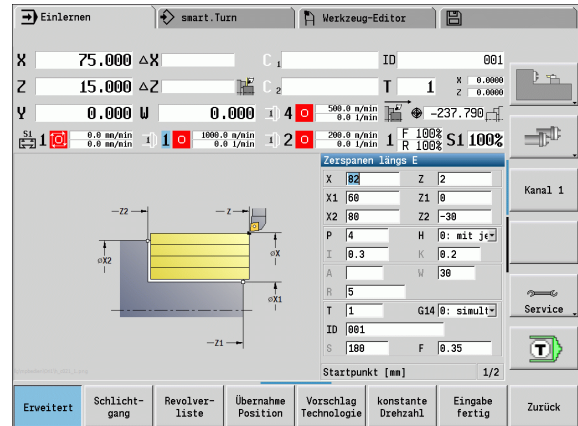 Einlernen smart.Turn Werkzeug-Editor
X 75.000 ΔX C 1 ID 001
Z 15.000 ΔZ C 2 T 1 X 0.0000 Z 0.0000
Y 0.000 U 0.000 4 500.0 m/min 0.0 1/min -237.790
S1 1 0.0 mm/min 0.0 mm/min 1 1000.0 m/min 0.0 1/min 2 200.0 m/min 0.0 1/min 1 F 100% R 100% S1 100%
Zerspanen längs E
X 82 Z 2
X1 60 Z1 0
X2 80 Z2 -30
P 4 H 0: mit je
I 0.3 K 0.2
A W 30
R 5
T 1 G14 0: simult
ID 001
S 180 F 0.35
Startpunkt [mm] 1/2
Z2 Z
øX2 øX
øX1
Z1
Kanal 1
Service
T
Erweitert
Schlicht-
gang
Revolver-
liste
Übernahme
Position
Vorschlag
Technologie
konstante
Drehzahl
Eingabe
fertig
Zurück